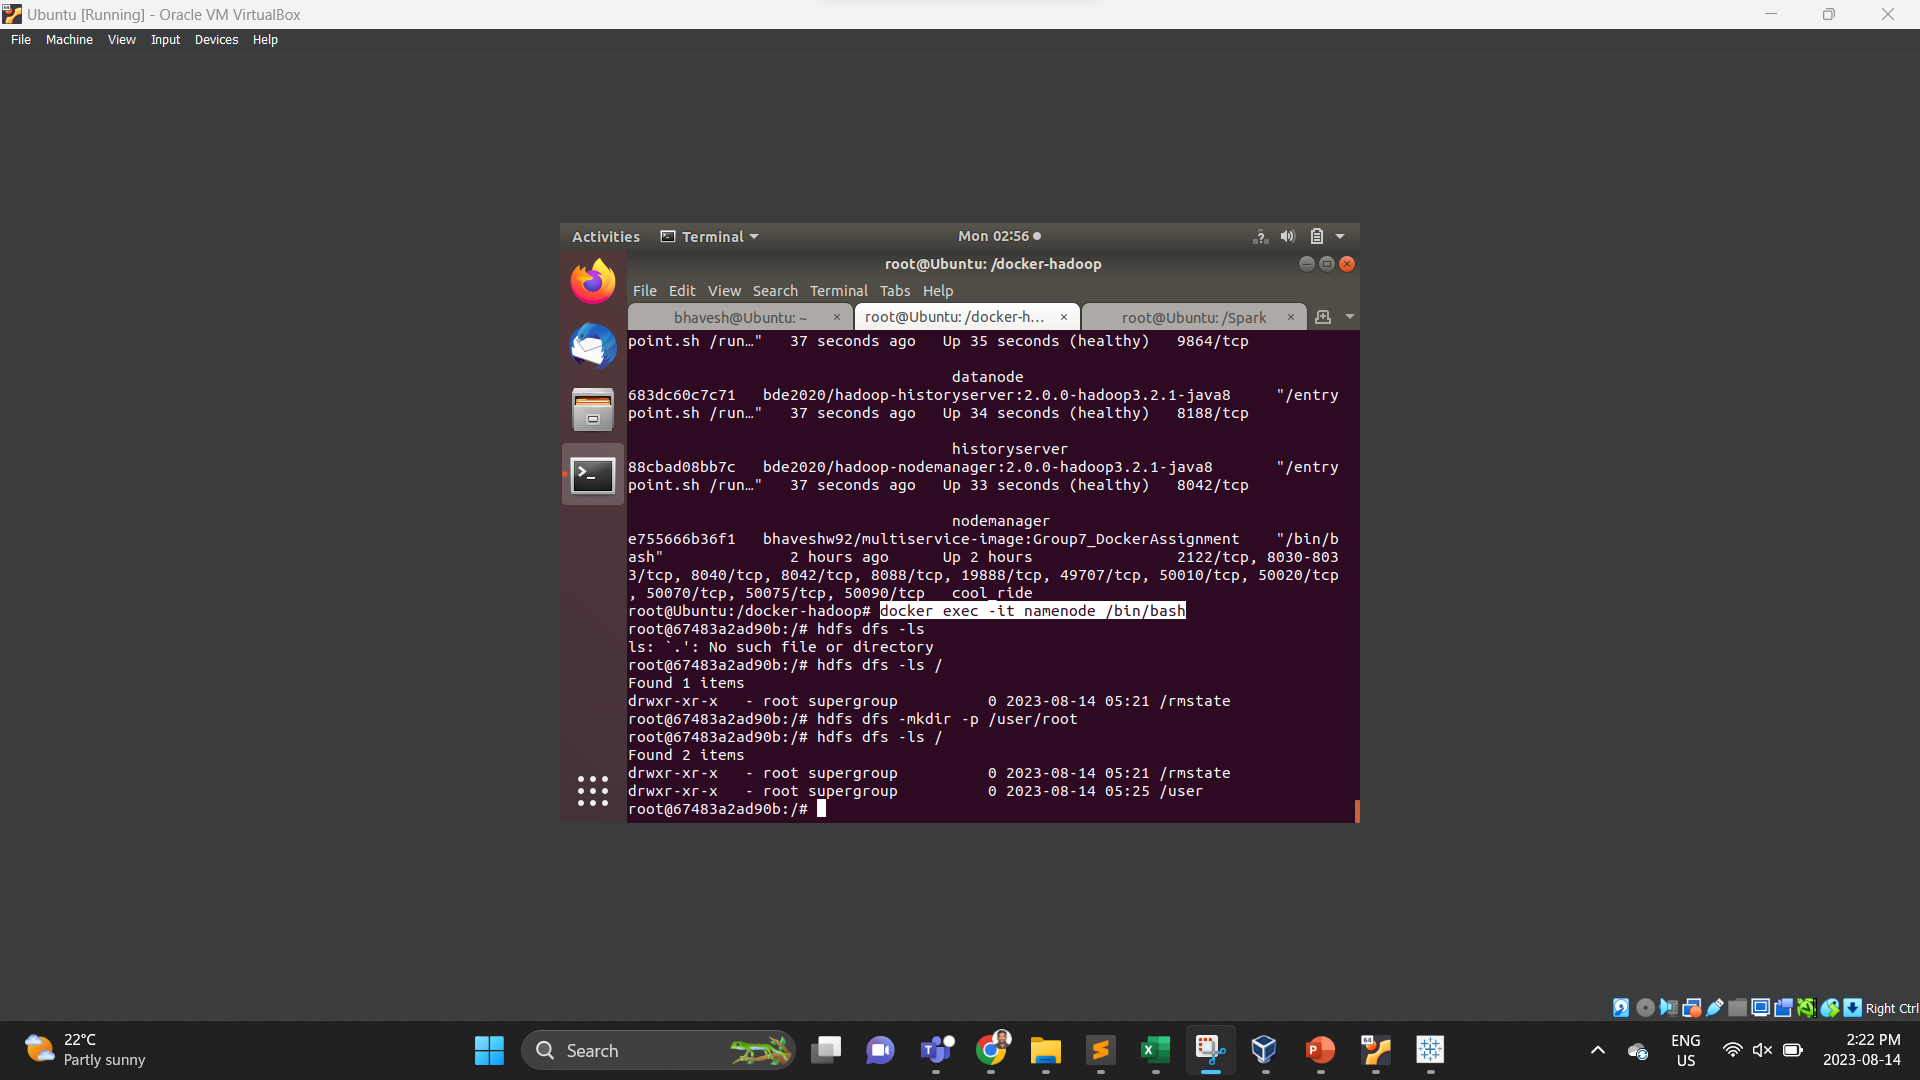 Ubuntu [Running] - Oracle VM VirtualBox
File Machine View Input Devices Help
Activities Terminal Mon 02:56
root@Ubuntu: /docker-hadoop
File Edit View Search Terminal Tabs Help
bhavesh@Ubuntu: ~ × root@Ubuntu: /docker-h... × root@Ubuntu: /Spark ×
point.sh /run…"   37 seconds ago   Up 35 seconds (healthy)   9864/tcp
datanode
683dc60c7c71   bde2020/hadoop-historyserver:2.0.0-hadoop3.2.1-java8     "/entry
point.sh /run…"   37 seconds ago   Up 34 seconds (healthy)   8188/tcp
historyserver
88cbad08bb7c   bde2020/hadoop-nodemanager:2.0.0-hadoop3.2.1-java8       "/entry
point.sh /run…"   37 seconds ago   Up 33 seconds (healthy)   8042/tcp
nodemanager
e755666b36f1   bhaveshw92/multiservice-image:Group7_DockerAssignment    "/bin/b
ash"              2 hours ago      Up 2 hours                2122/tcp, 8030-803
3/tcp, 8040/tcp, 8042/tcp, 8088/tcp, 19888/tcp, 49707/tcp, 50010/tcp, 50020/tcp
, 50070/tcp, 50075/tcp, 50090/tcp   cool_ride
root@Ubuntu:/docker-hadoop# docker exec -it namenode /bin/bash
root@67483a2ad90b:/# hdfs dfs -ls
ls: `.': No such file or directory
root@67483a2ad90b:/# hdfs dfs -ls /
Found 1 items
drwxr-xr-x   - root supergroup          0 2023-08-14 05:21 /rmstate
root@67483a2ad90b:/# hdfs dfs -mkdir -p /user/root
root@67483a2ad90b:/# hdfs dfs -ls /
Found 2 items
drwxr-xr-x   - root supergroup          0 2023-08-14 05:21 /rmstate
drwxr-xr-x   - root supergroup          0 2023-08-14 05:25 /user
root@67483a2ad90b:/#
Right Ctrl
22°C
Partly sunny
Search
ENG
US
2:22 PM
2023-08-14